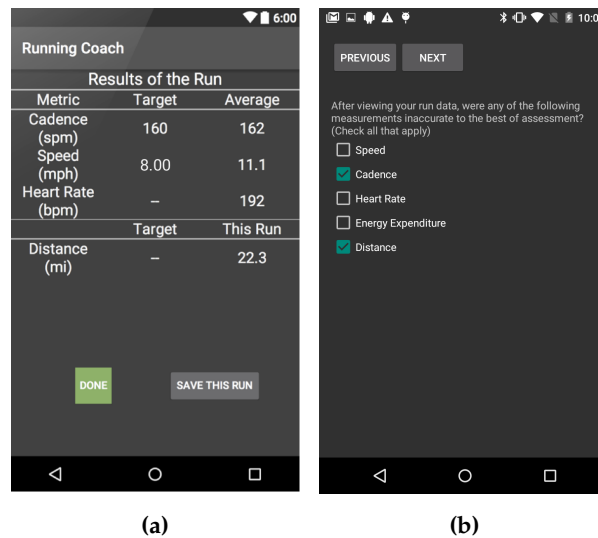 6:00
Running Coach
Results of the Run
Metric Target Average
Cadence
(spm) 160 162
Speed
(mph) 8.00 11.1
Heart Rate
(bpm) -- 192
Target This Run
Distance
(mi) -- 22.3
DONE SAVE THIS RUN
(a)
10:0
PREVIOUS NEXT
After viewing your run data, were any of the following
measurements inaccurate to the best of assessment?
(Check all that apply)
Speed
Cadence
Heart Rate
Energy Expenditure
Distance
(b)